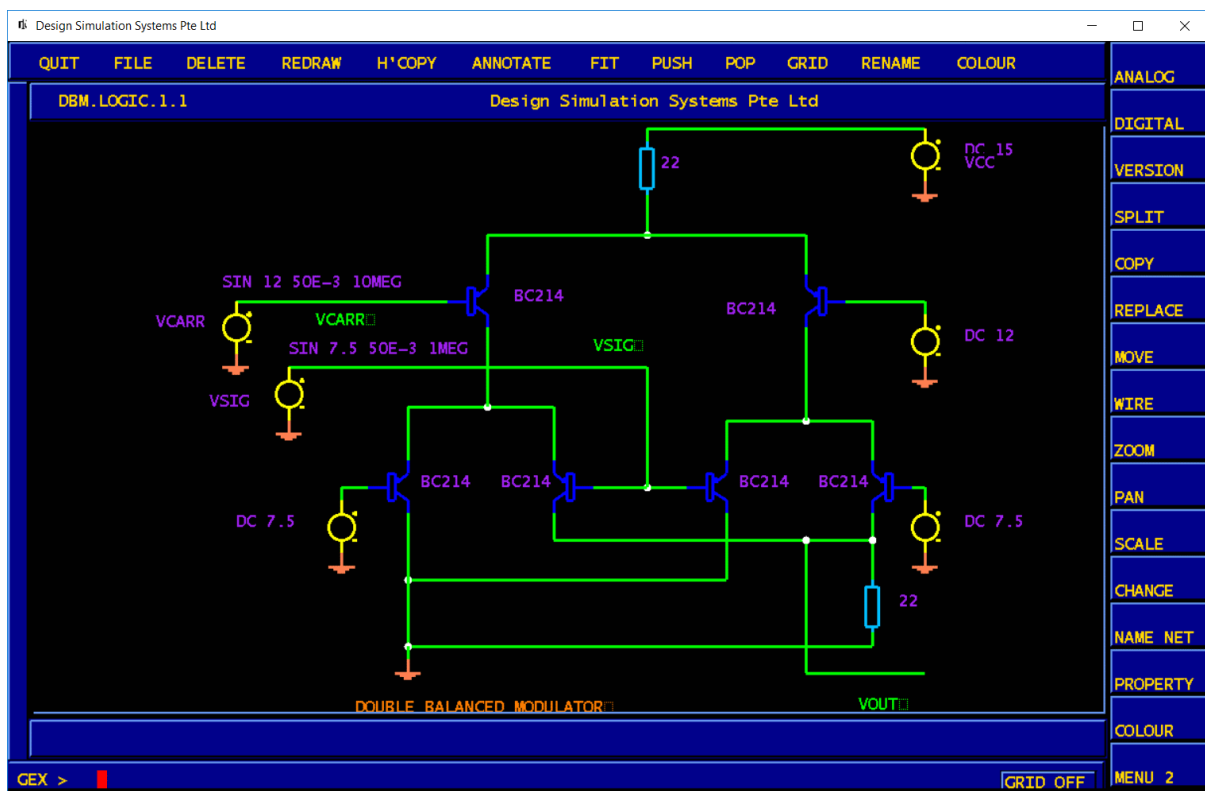 Design Simulation Systems Pte Ltd
QUIT FILE DELETE REDRAW H'COPY ANNOTATE FIT PUSH POP GRID RENAME COLOUR
DBM.LOGIC.1.1 Design Simulation Systems Pte Ltd
22
DC 15
VCC
SIN 12 50E-3 10MEG
BC214
BC214
VCARR
VCARR
DC 12
SIN 7.5 50E-3 1MEG
VSIG
VSIG
BC214
BC214
BC214
BC214
DC 7.5
DC 7.5
22
DOUBLE BALANCED MODULATOR
VOUT
GEX >
GRID OFF
ANALOG
DIGITAL
VERSION
SPLIT
COPY
REPLACE
MOVE
WIRE
ZOOM
PAN
SCALE
CHANGE
NAME NET
PROPERTY
COLOUR
MENU 2